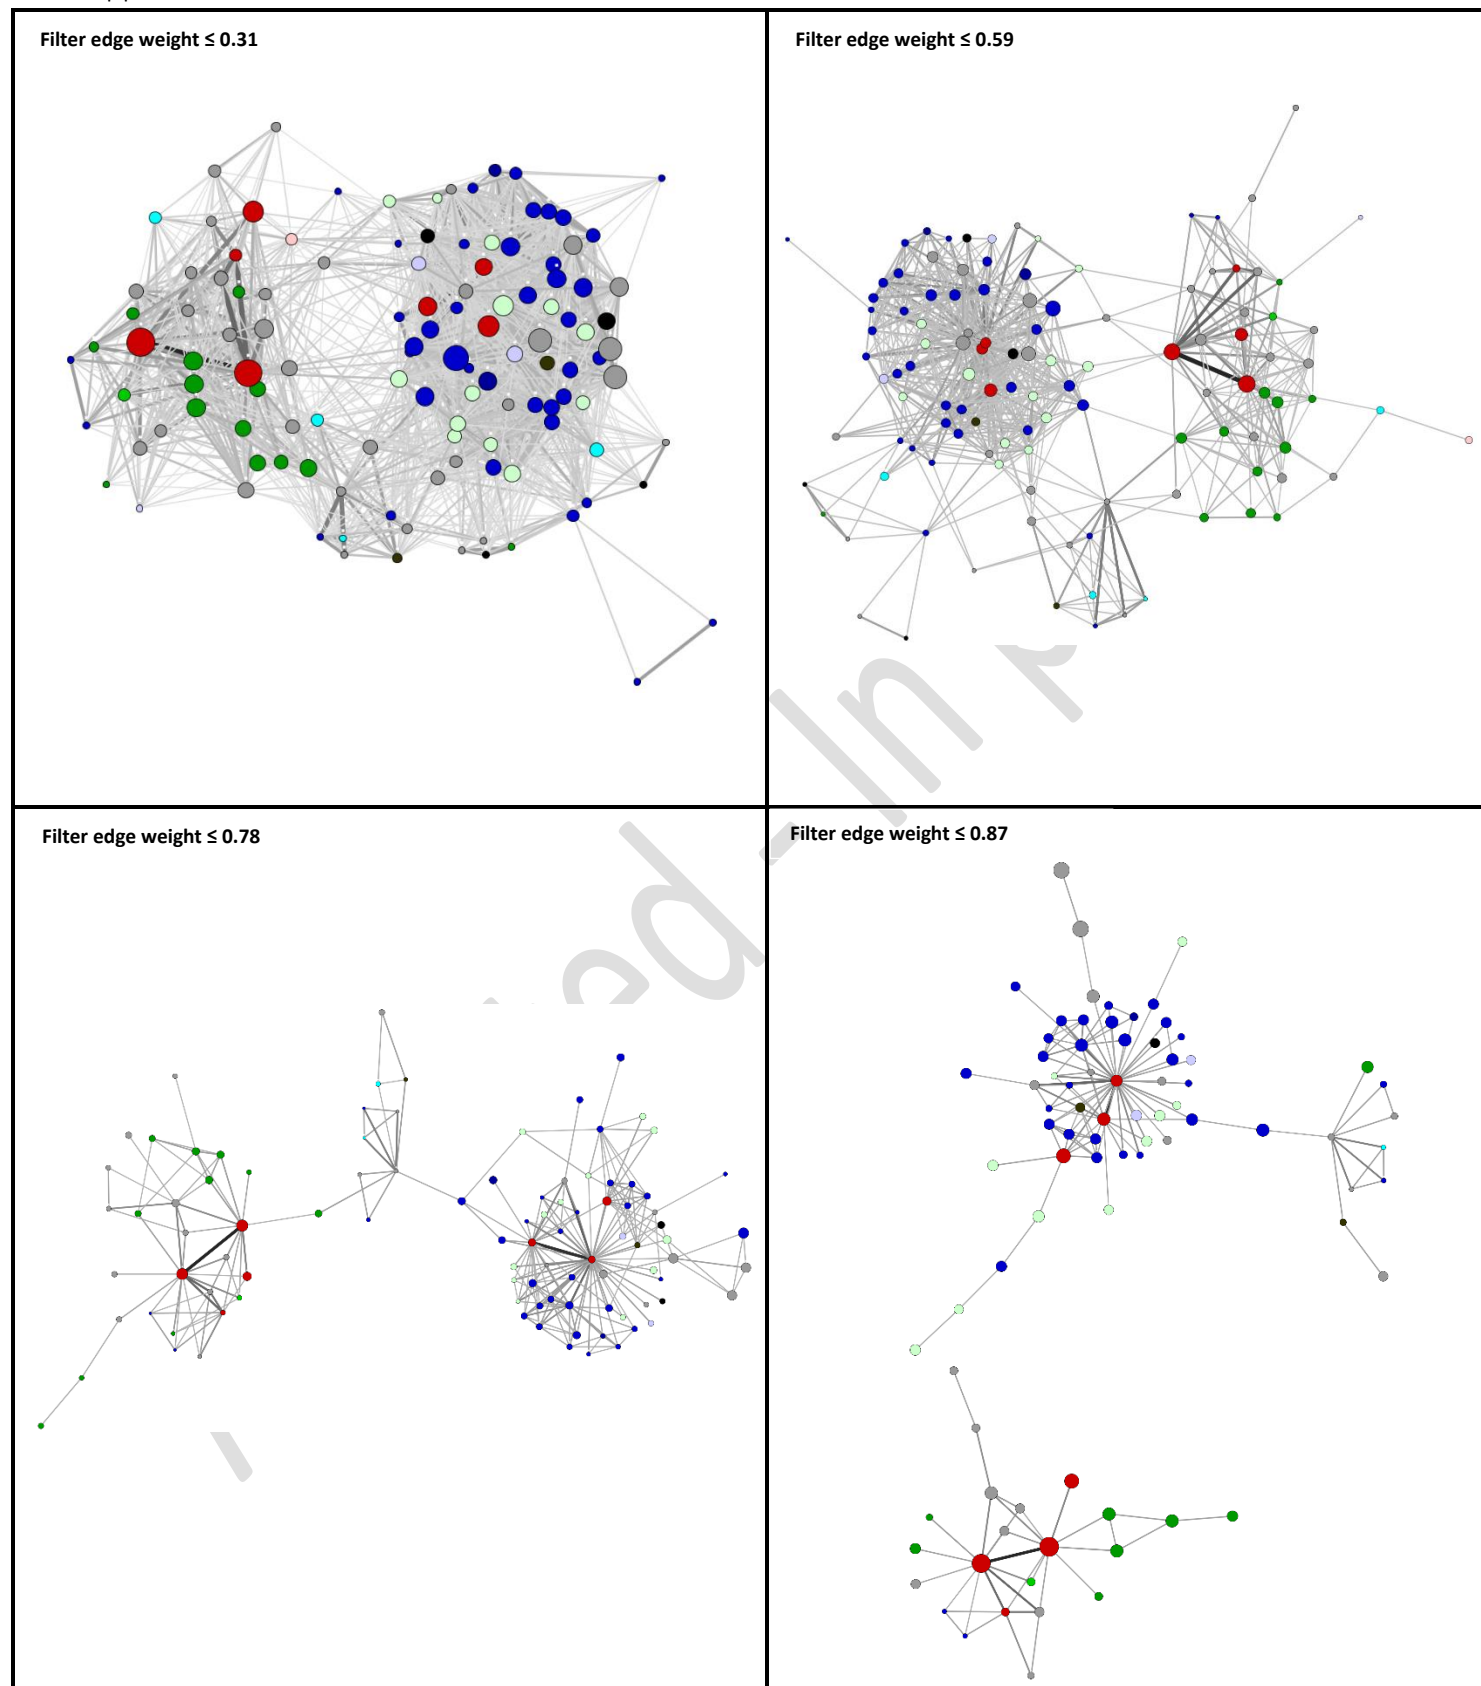 Filter edge weight ≤ 0.31
Filter edge weight ≤ 0.59
Filter edge weight ≤ 0.78
Filter edge weight ≤ 0.87